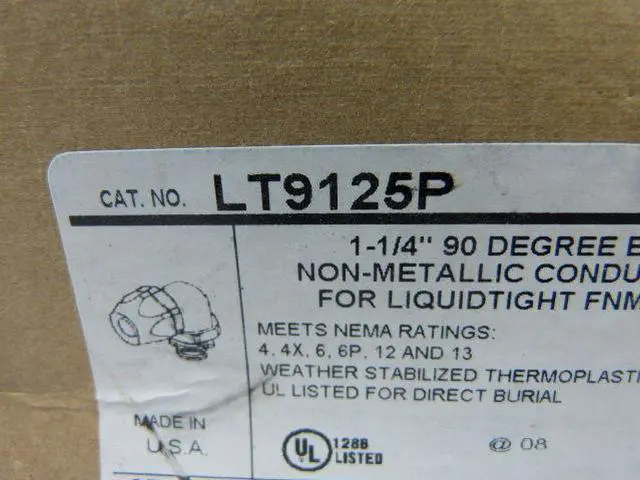 CAT. NO. LT9125P
1-1/4" 90 DEGREE E
NON-METALLIC CONDU
FOR LIQUIDTIGHT FNM
MEETS NEMA RATINGS:
4, 4X, 6, 6P, 12 AND 13
WEATHER STABILIZED THERMOPLASTI
UL LISTED FOR DIRECT BURIAL
MADE IN
U.S.A.
UL 128B
LISTED
@ 08